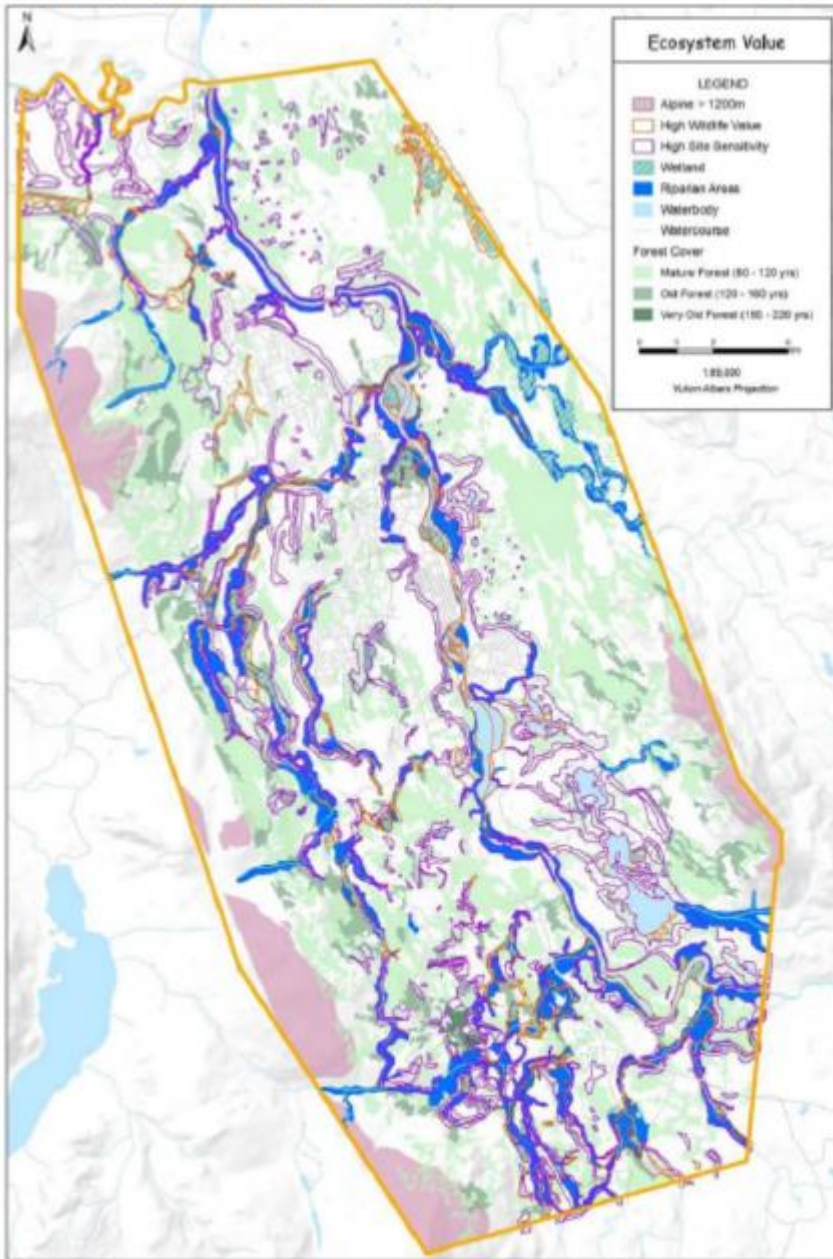 N
Ecosystem Value
LEGEND
Alpine > 1200m
High Wildlife Value
High Site Sensitivity
Wetland
Riparian Areas
Waterbody
Watercourse
Forest Cover
Mature Forest (80 - 120 yrs)
Old Forest (120 - 160 yrs)
Very Old Forest (160 - 220 yrs)
Yukon Albers Projection